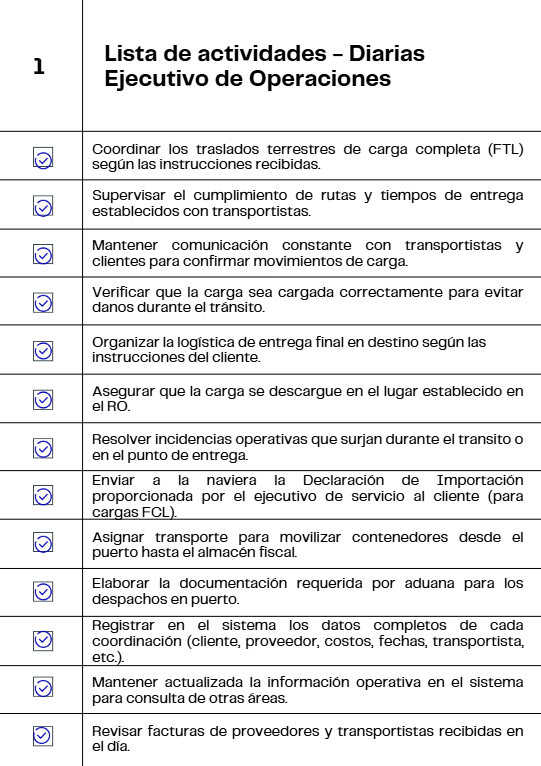 1
Lista de actividades - Diarias
Ejecutivo de Operaciones
Coordinar los traslados terrestres de carga completa (FTL)
según las instrucciones recibidas.
Supervisar el cumplimiento de rutas y tiempos de entrega
establecidos con transportistas.
Mantener comunicación constante con transportistas y
clientes para confirmar movimientos de carga.
Verificar que la carga sea cargada correctamente para evitar
danos durante el tránsito.
Organizar la logística de entrega final en destino según las
instrucciones del cliente.
Asegurar que la carga se descargue en el lugar establecido en
el RO.
Resolver incidencias operativas que surjan durante el transito o
en el punto de entrega.
Enviar a la naviera la Declaración de Importación
proporcionada por el ejecutivo de servicio al cliente (para
cargas FCL).
Asignar transporte para movilizar contenedores desde el
puerto hasta el almacén fiscal.
Elaborar la documentación requerida por aduana para los
despachos en puerto.
Registrar en el sistema los datos completos de cada
coordinación (cliente, proveedor, costos, fechas, transportista,
etc.).
Mantener actualizada la información operativa en el sistema
para consulta de otras áreas.
Revisar facturas de proveedores y transportistas recibidas en
el día.